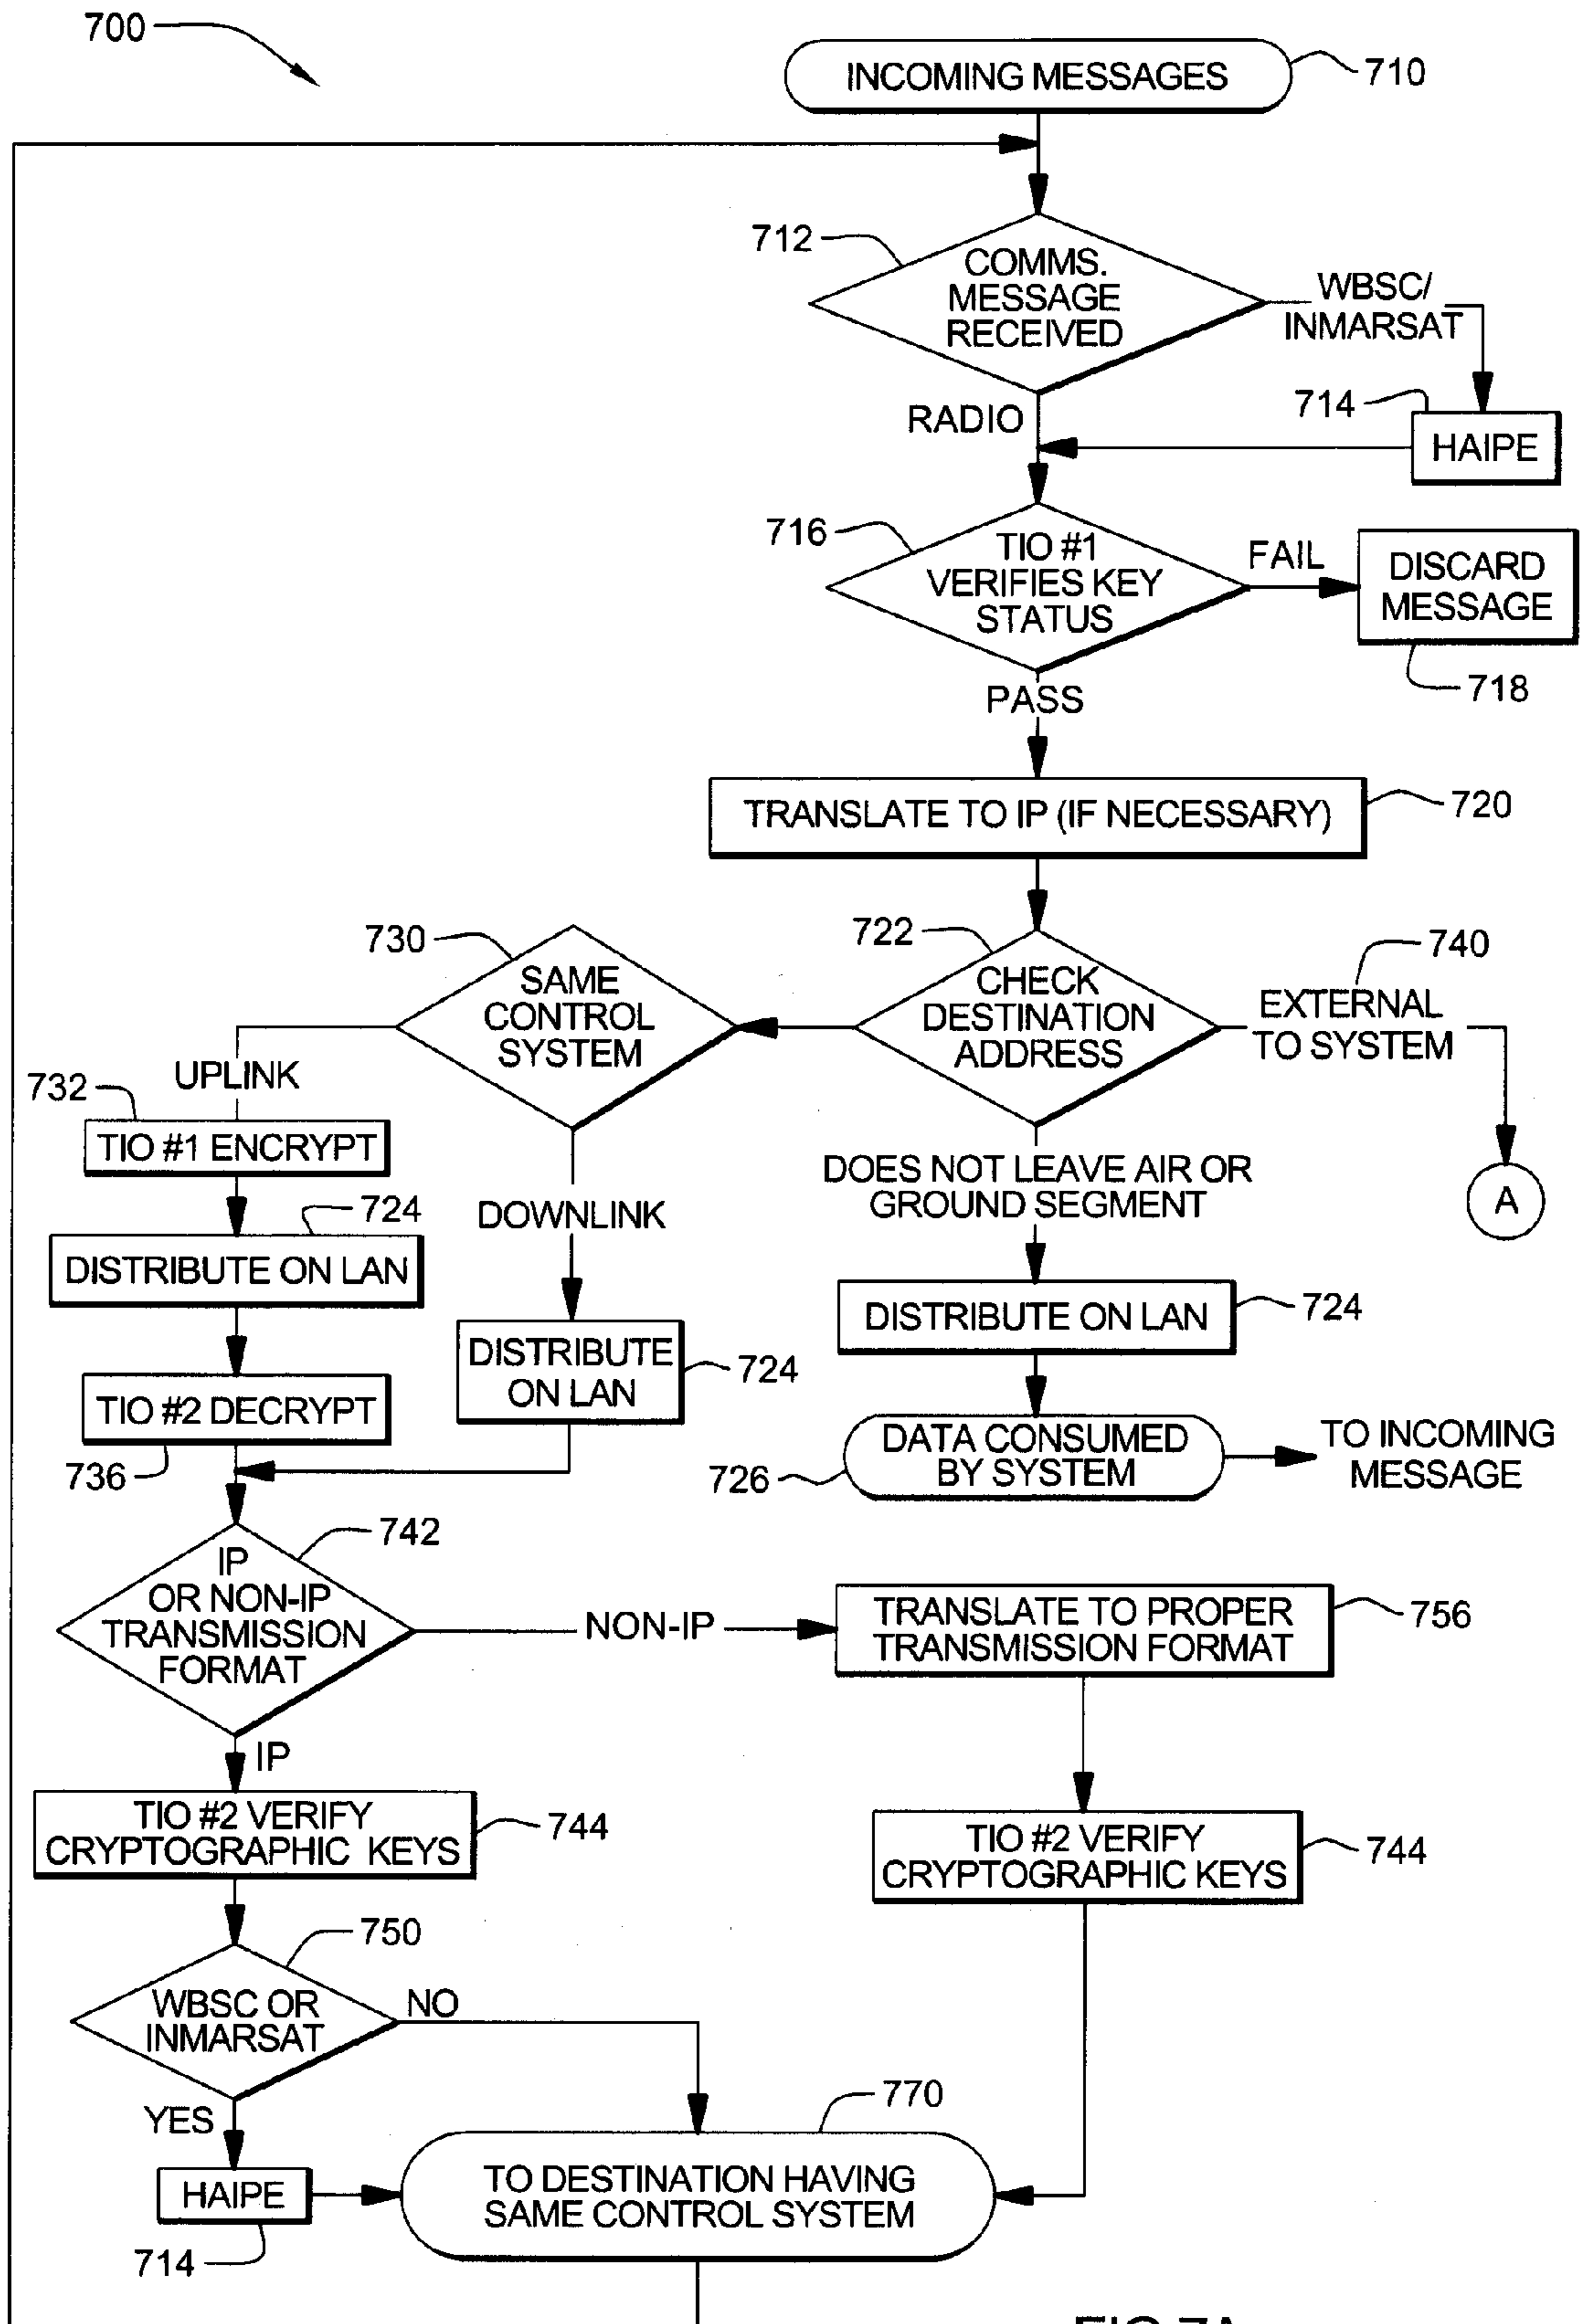 700
INCOMING MESSAGES
710
712
COMMS.
MESSAGE
RECEIVED
WBSC/
INMARSAT
RADIO
714
HAIPE
716
TIO #1
VERIFIES KEY
STATUS
FAIL
DISCARD
MESSAGE
718
PASS
TRANSLATE TO IP (IF NECESSARY)
720
730
SAME
CONTROL
SYSTEM
722
CHECK
DESTINATION
ADDRESS
740
EXTERNAL
TO SYSTEM
A
UPLINK
732
TIO #1 ENCRYPT
724
DISTRIBUTE ON LAN
TIO #2 DECRYPT
736
DOWNLINK
DISTRIBUTE
ON LAN
724
DOES NOT LEAVE AIR OR
GROUND SEGMENT
DISTRIBUTE ON LAN
724
DATA CONSUMED
BY SYSTEM
726
TO INCOMING
MESSAGE
742
IP
OR NON-IP
TRANSMISSION
FORMAT
NON-IP
TRANSLATE TO PROPER
TRANSMISSION FORMAT
756
IP
TIO #2 VERIFY
CRYPTOGRAPHIC KEYS
744
TIO #2 VERIFY
CRYPTOGRAPHIC KEYS
744
750
WBSC OR
INMARSAT
NO
YES
HAIPE
714
770
TO DESTINATION HAVING
SAME CONTROL SYSTEM